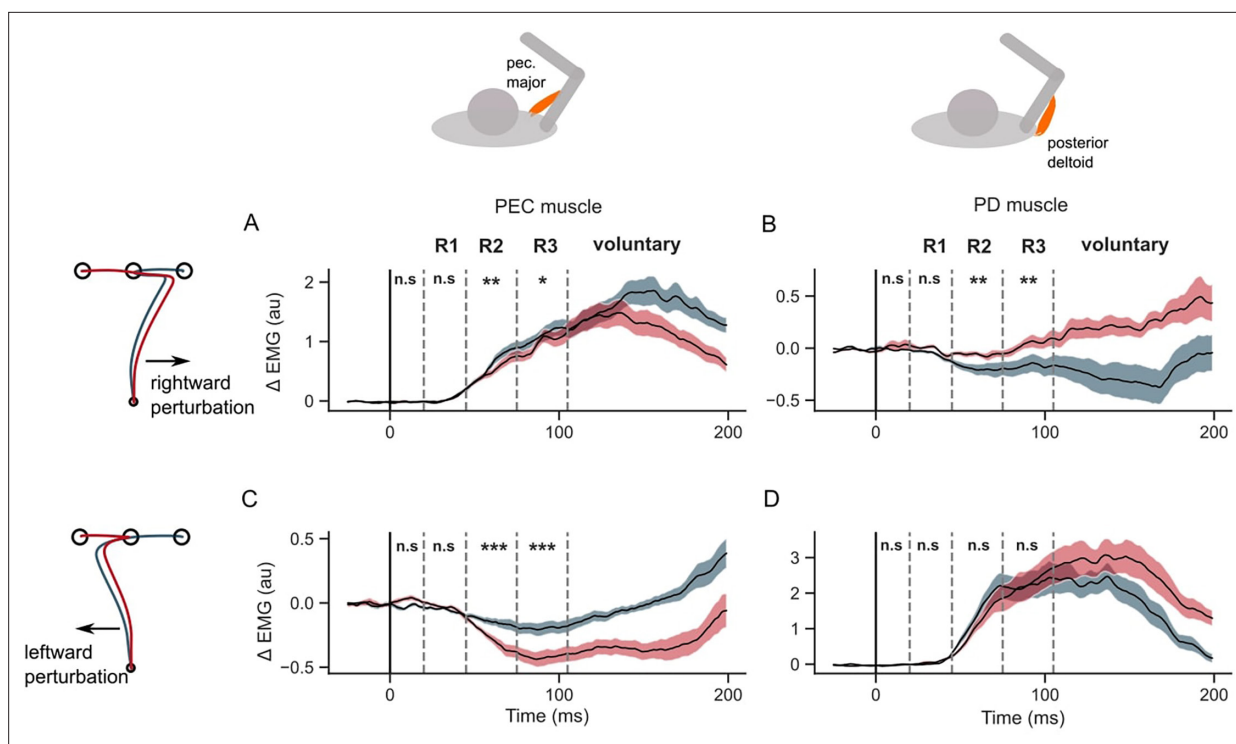 pec.
major
posterior
deltoid
A
PEC muscle
B
PD muscle
R1 R2 R3 voluntary
R1 R2 R3 voluntary
n.s n.s ** *
n.s n.s ** **
rightward
perturbation
Δ EMG (au)
2
1
0
0 100 200
0.5
0.0
−0.5
0 100 200
C
D
n.s n.s *** ***
n.s n.s n.s n.s
leftward
perturbation
Δ EMG (au)
0.5
0.0
−0.5
0 100 200
Time (ms)
3
2
1
0
0 100 200
Time (ms)